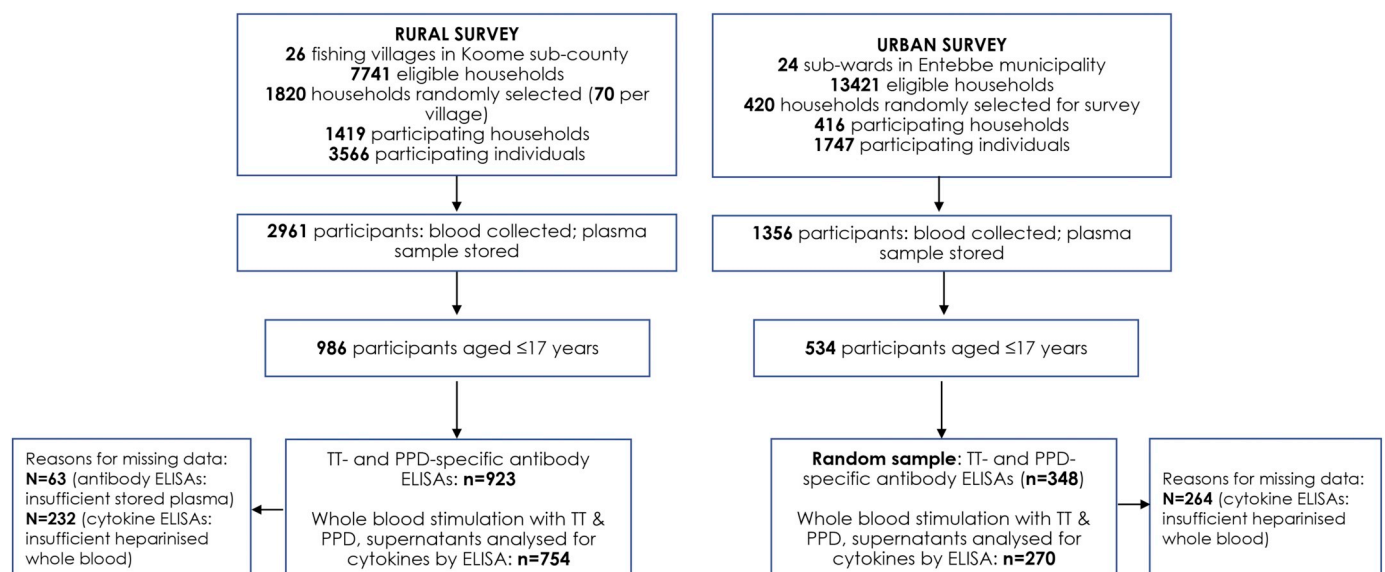 RURAL SURVEY
26 fishing villages in Koome sub-county
7741 eligible households
1820 households randomly selected (70 per
village)
1419 participating households
3566 participating individuals
URBAN SURVEY
24 sub-wards in Entebbe municipality
13421 eligible households
420 households randomly selected for survey
416 participating households
1747 participating individuals
2961 participants: blood collected; plasma
sample stored
1356 participants: blood collected; plasma
sample stored
986 participants aged ≤17 years
534 participants aged ≤17 years
Reasons for missing data:
N=63 (antibody ELISAs:
insufficient stored plasma)
N=232 (cytokine ELISAs:
insufficient heparinised
whole blood)
TT- and PPD-specific antibody
ELISAs: n=923
Whole blood stimulation with TT &
PPD, supernatants analysed for
cytokines by ELISA: n=754
Random sample: TT- and PPD-
specific antibody ELISAs (n=348)
Whole blood stimulation with TT &
PPD, supernatants analysed for
cytokines by ELISA: n=270
Reasons for missing data:
N=264 (cytokine ELISAs:
insufficient heparinised
whole blood)